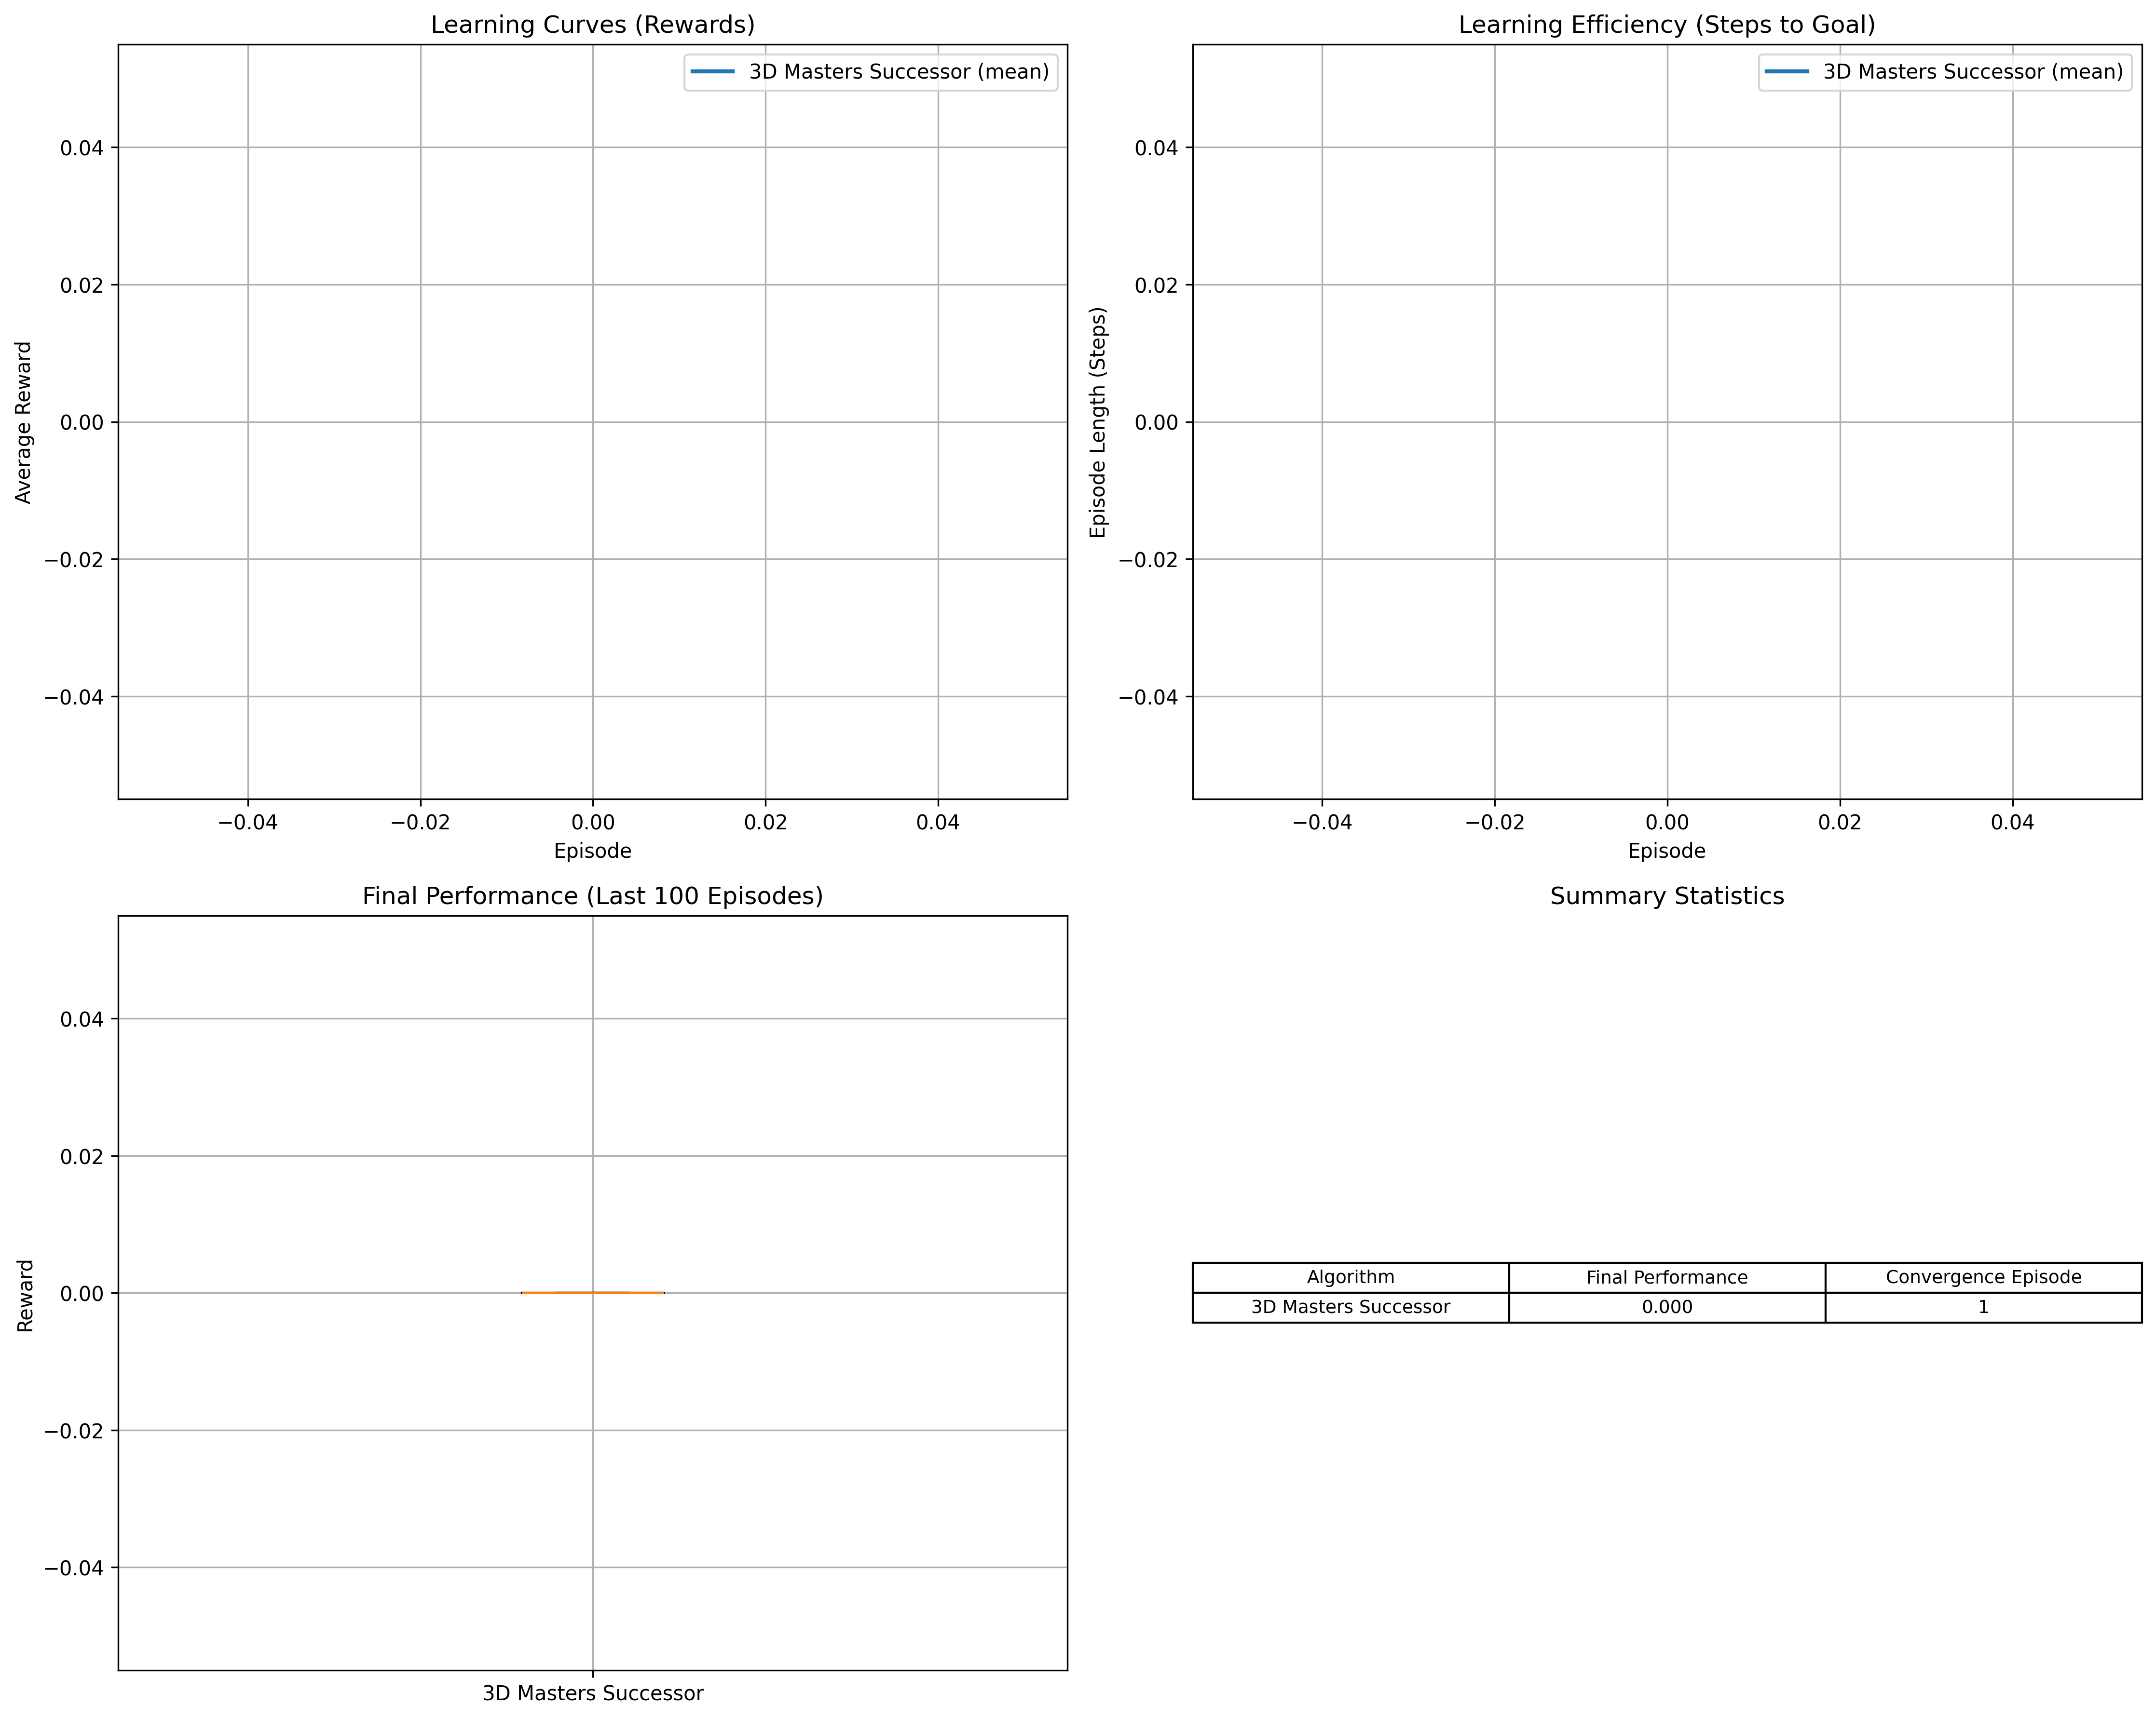 Learning Curves (Rewards)
3D Masters Successor (mean)
Average Reward
0.04
0.02
0.00
−0.02
−0.04
−0.04 −0.02 0.00 0.02 0.04
Episode
Learning Efficiency (Steps to Goal)
3D Masters Successor (mean)
Episode Length (Steps)
0.04
0.02
0.00
−0.02
−0.04
−0.04 −0.02 0.00 0.02 0.04
Episode
Final Performance (Last 100 Episodes)
Reward
0.04
0.02
0.00
−0.02
−0.04
3D Masters Successor
Summary Statistics
Algorithm Final Performance Convergence Episode
3D Masters Successor 0.000 1